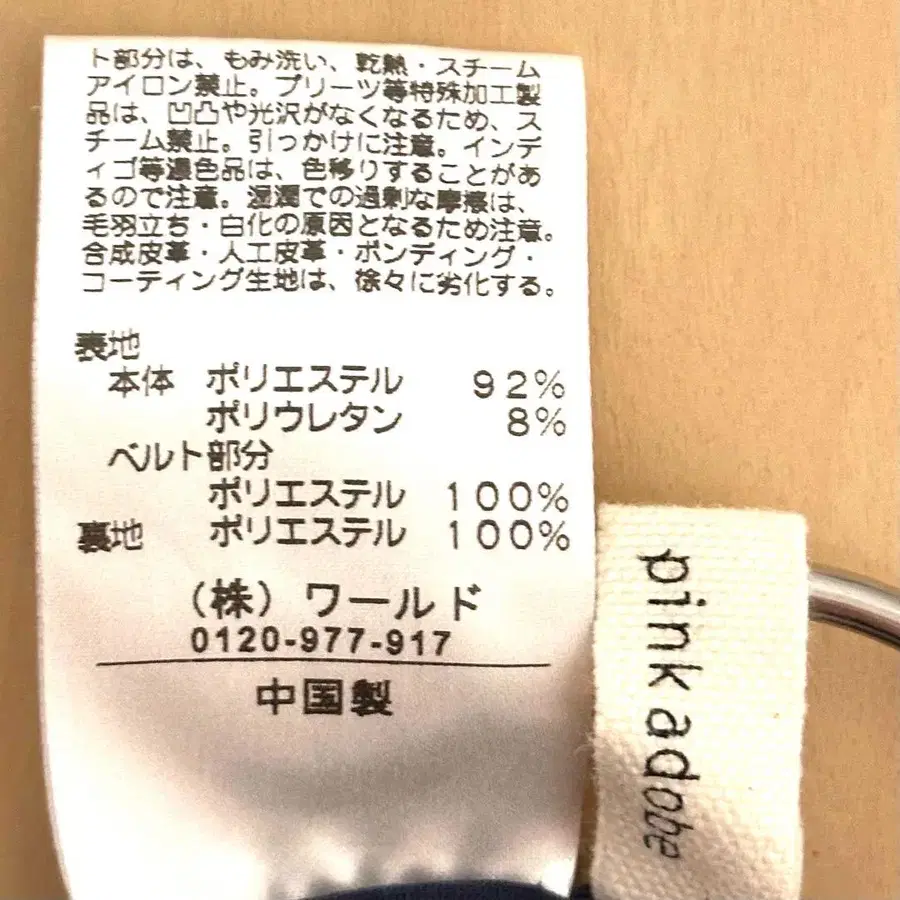 ト部分は、もみ洗い、乾熱・スチーム
アイロン禁止。プリーツ等特殊加工製
品は、凹凸や光沢がなくなるため、ス
チーム禁止。引っかけに注意。インデ
ィゴ等濃色品は、色移りすることがあ
るので注意。湿潤での過剰な摩擦は、
毛羽立ち・白化の原因となるため注意。
合成皮革・人工皮革・ボンディング・
コーティング生地は、徐々に劣化する。
表地
本体 ポリエステル 92%
ポリウレタン 8%
ベルト部分
ポリエステル 100%
裏地 ポリエステル 100%
(株)ワールド
0120-977-917
中国製
pink adobe